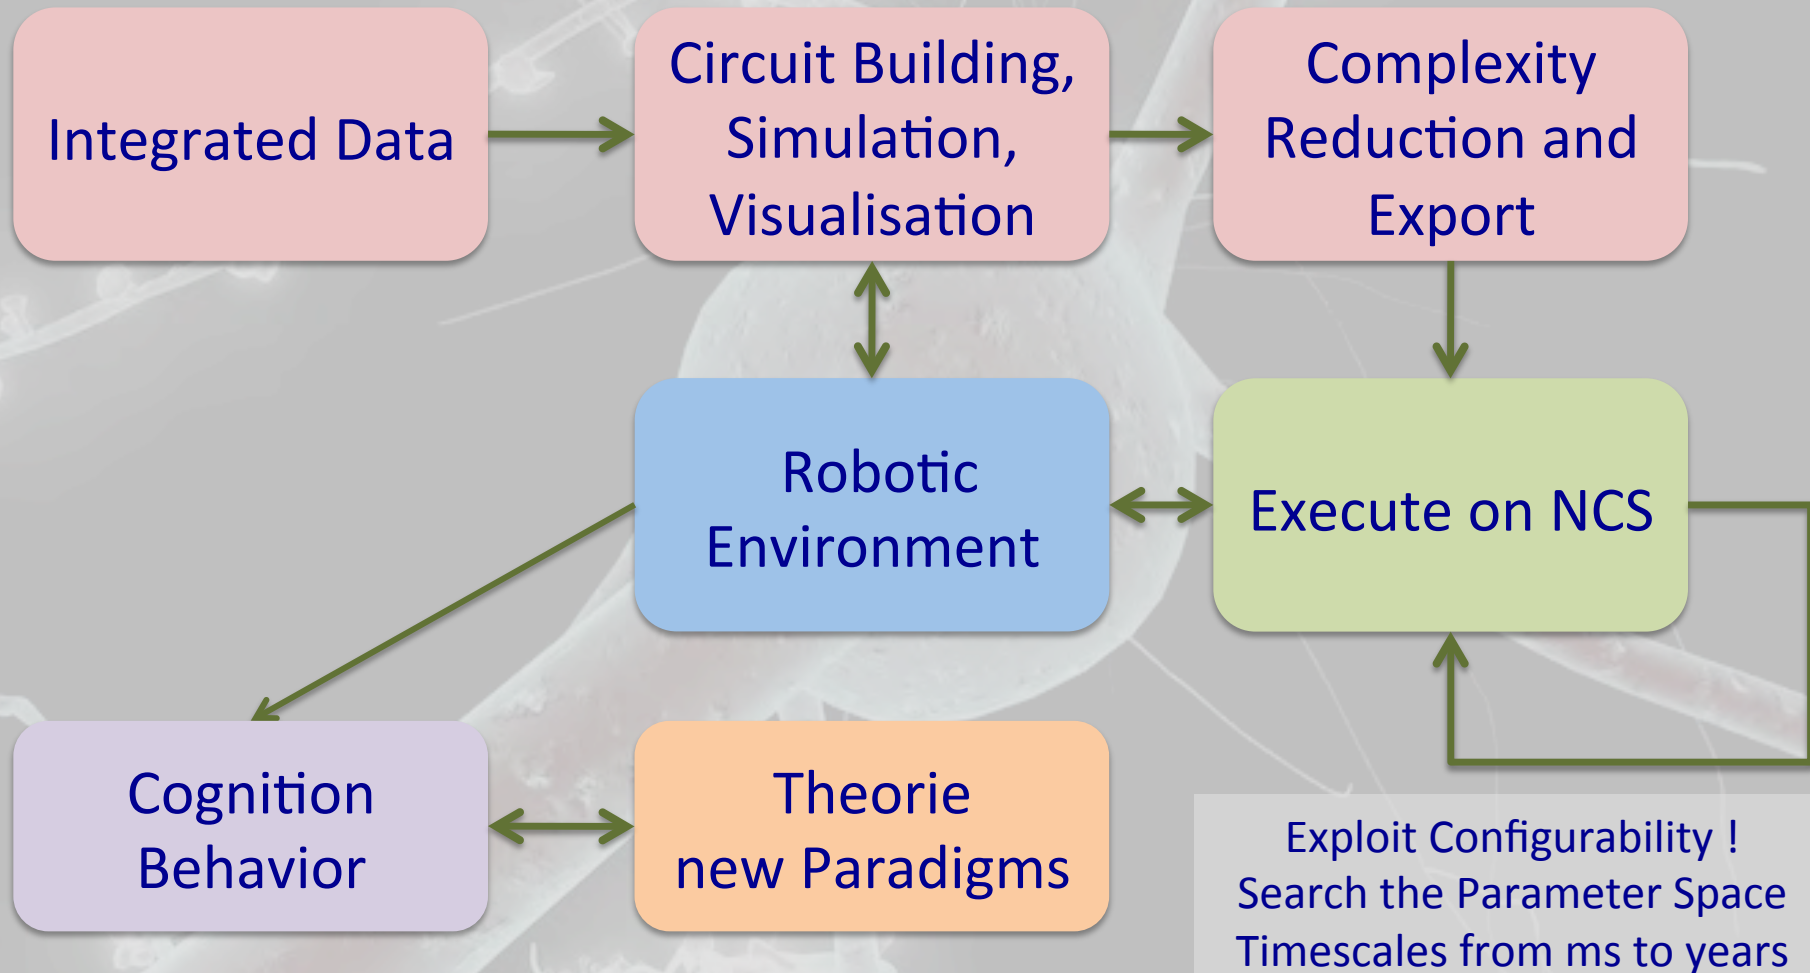 Integrated Data
Circuit Building,
Simulation,
Visualisation
Complexity
Reduction and
Export
Robotic
Environment
Execute on NCS
Cognition
Behavior
Theorie
new Paradigms
Exploit Configurability !
Search the Parameter Space
Timescales from ms to years